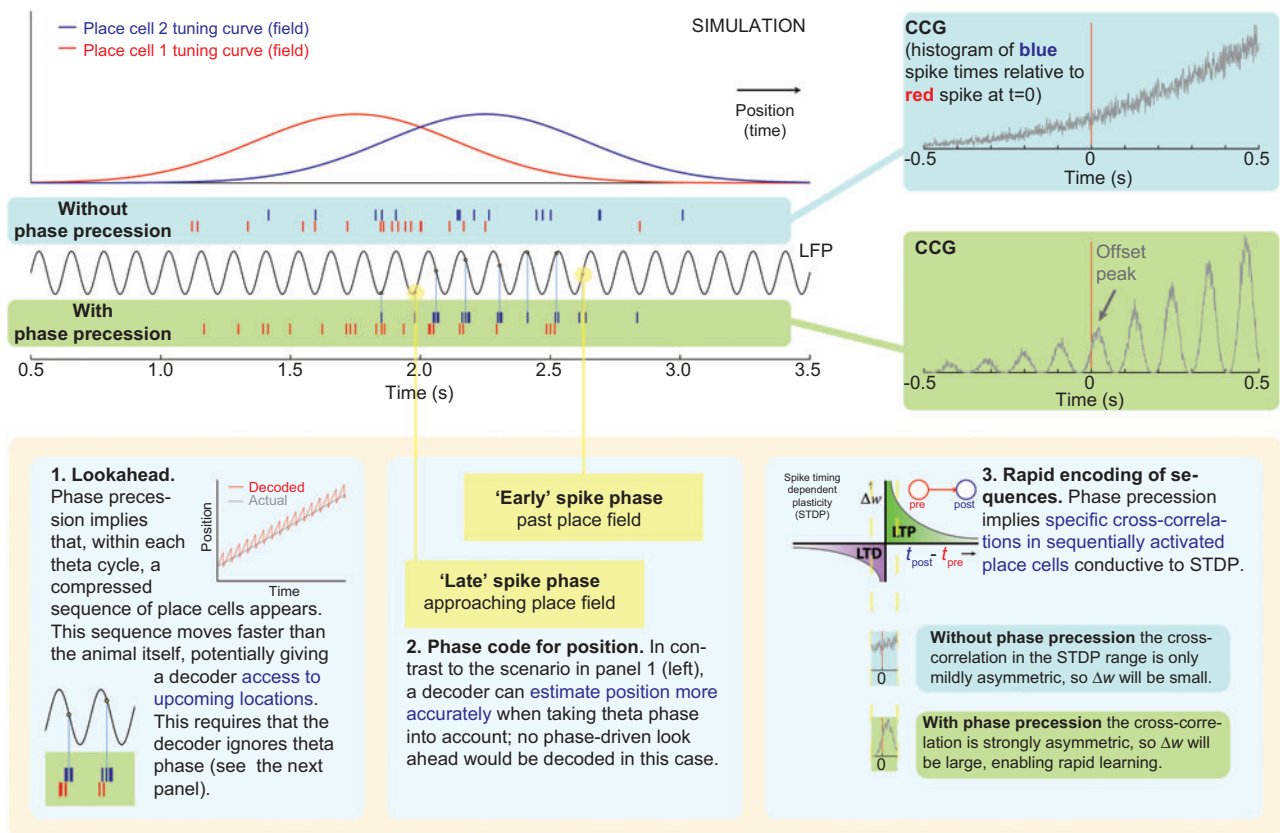 Place cell 2 tuning curve (field)
Place cell 1 tuning curve (field)
SIMULATION
Position
(time)
CCG
(histogram of blue
spike times relative to
red spike at t=0)
-0.5
0
0.5
Time (s)
Without
phase precession
LFP
With
phase precession
0.5
1.0
1.5
2.0
2.5
3.0
3.5
Time (s)
CCG
Offset
peak
-0.5
0
0.5
Time (s)
1. Lookahead.
Phase preces-
sion implies
that, within each
theta cycle, a
compressed
sequence of place cells appears.
This sequence moves faster than
the animal itself, potentially giving
a decoder access to
upcoming locations.
This requires that the
decoder ignores theta
phase (see the next
panel).
Decoded
Actual
Position
Time
'Early' spike phase
past place field
'Late' spike phase
approaching place field
2. Phase code for position. In con-
trast to the scenario in panel 1 (left),
a decoder can estimate position more
accurately when taking theta phase
into account; no phase-driven look
ahead would be decoded in this case.
Spike timing
dependent
plasticity
(STDP)
Δw
pre
post
LTP
LTD
tpost- tpre
3. Rapid encoding of se-
quences. Phase precession
implies specific cross-correla-
tions in sequentially activated
place cells conductive to STDP.
0
Without phase precession the cross-
correlation in the STDP range is only
mildly asymmetric, so Δw will be small.
0
With phase precession the cross-corre-
lation is strongly asymmetric, so Δw will
be large, enabling rapid learning.